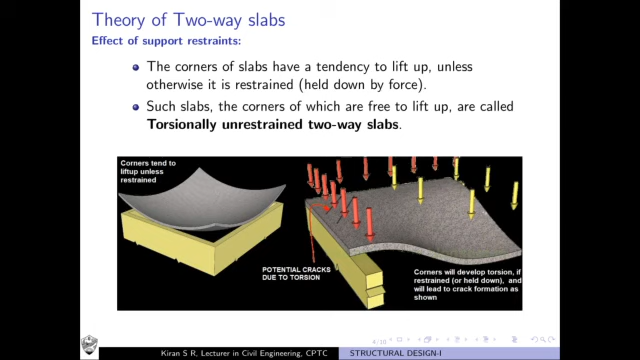 Theory of Two-way slabs
Effect of support restraints:
The corners of slabs have a tendency to lift up, unless
otherwise it is restrained (held down by force).
Such slabs, the corners of which are free to lift up, are called
Torsionally unrestrained two-way slabs.
Corners tend to
liftup unless
restrained
POTENTIAL CRACKS
DUE TO TORSION
Corners will develop torsion, if
restrained (or held down), and
will lead to crack formation as
shown
4/10
Kiran S R, Lecturer in Civil Engineering, CPTC
STRUCTURAL DESIGN-I